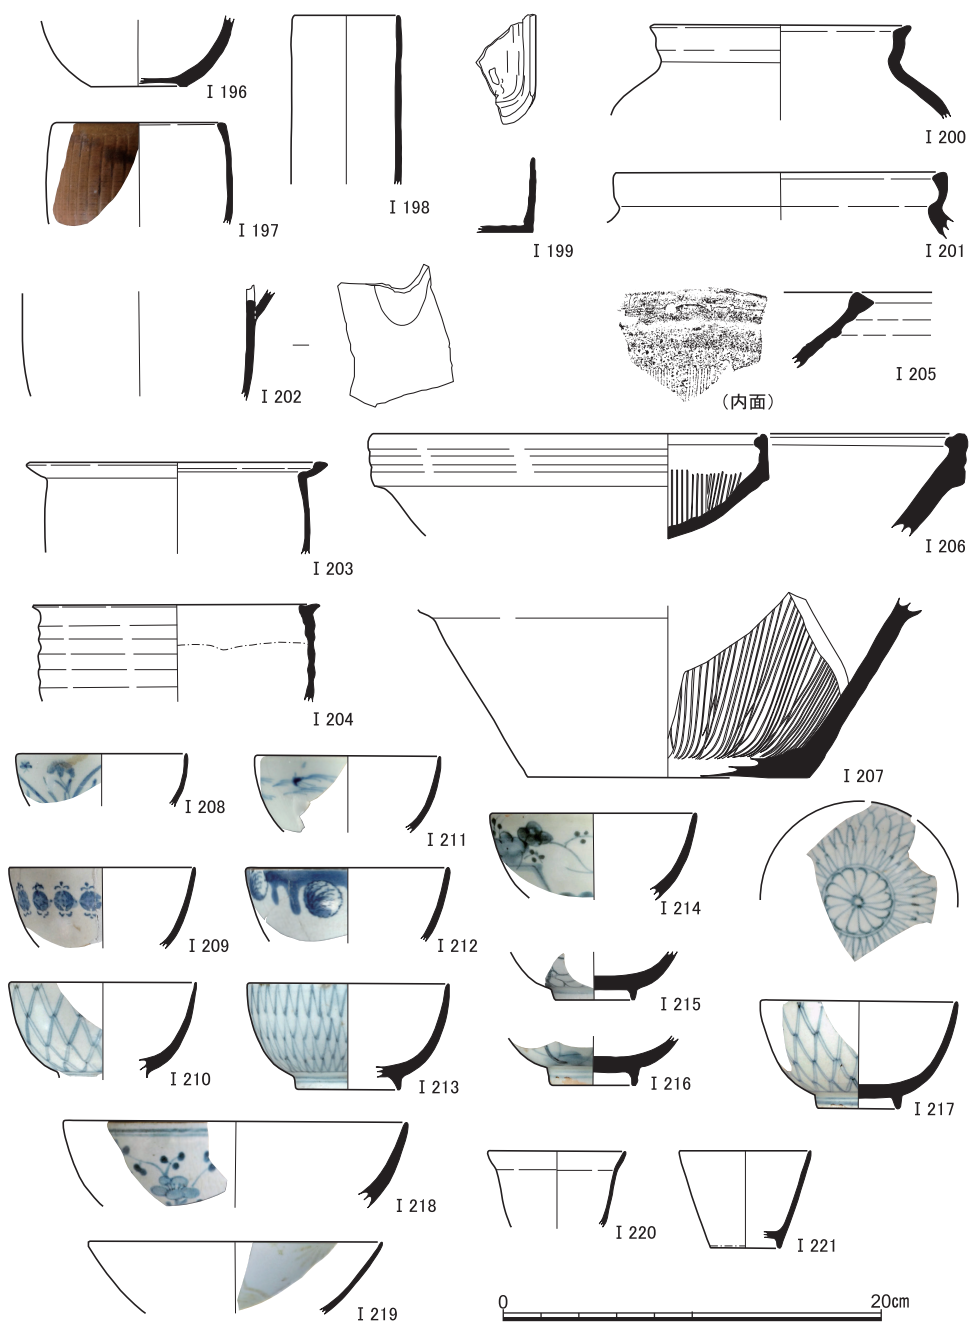 I 196
I 197
I 198
I 199
I 200
I 201
I 202
(内面)
I 205
I 203
I 206
I 204
I 207
I 208
I 211
I 214
I 209
I 212
I 215
I 210
I 213
I 216
I 217
I 218
I 220
I 221
I 219
0
20cm